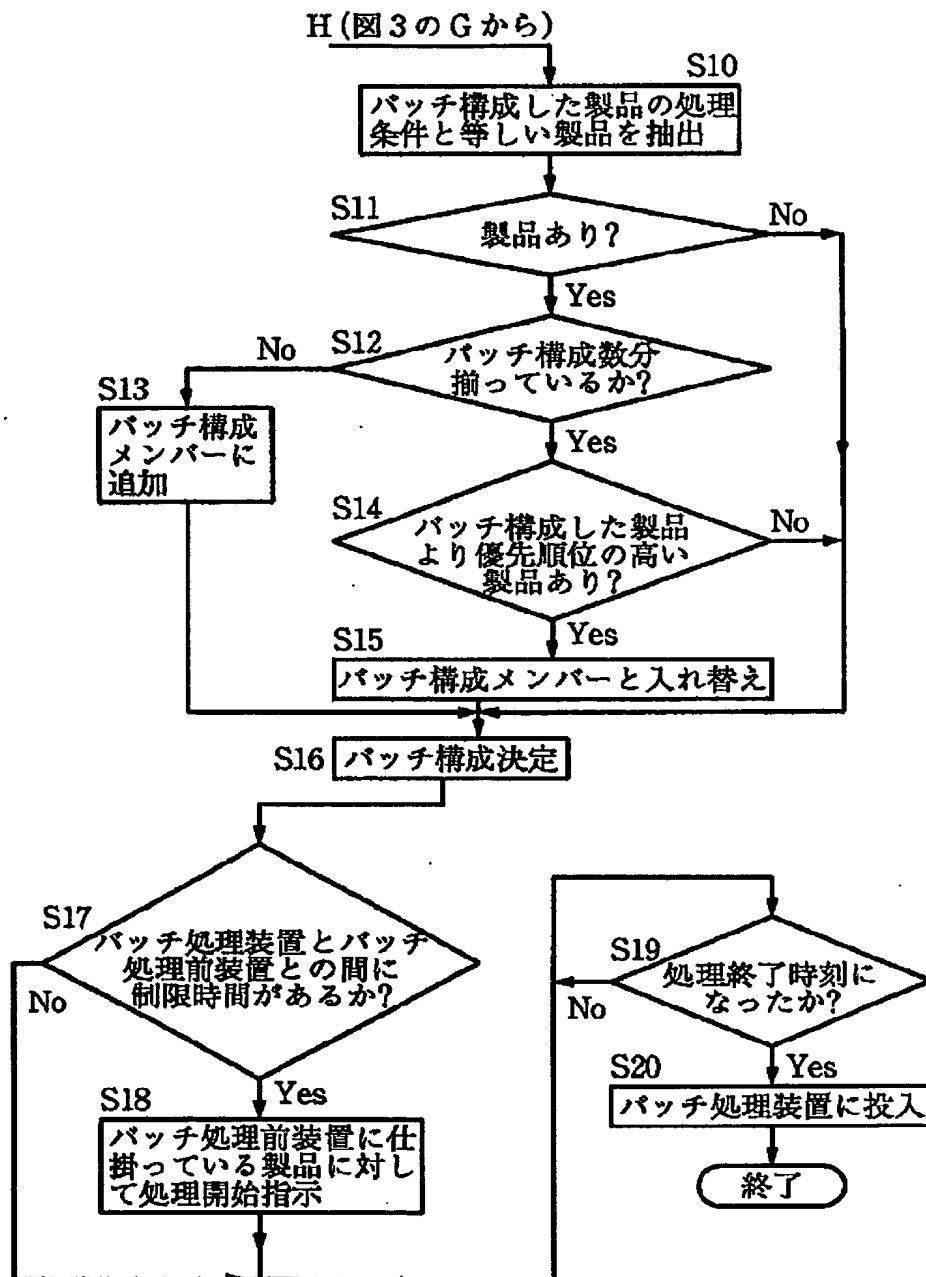 H (図3のGから)
S10
バッチ構成した製品の処理
条件と等しい製品を抽出
S11
製品あり?
No
Yes
S12
バッチ構成数分
揃っているか?
No
Yes
S13
バッチ構成
メンバーに
追加
S14
バッチ構成した製品
より優先順位の高い
製品あり?
No
Yes
S15
バッチ構成メンバーと入れ替え
S16
バッチ構成決定
S17
バッチ処理装置とバッチ
処理前装置との間に
制限時間があるか?
No
Yes
S18
バッチ処理前装置に仕
掛っている製品に対し
て処理開始指示
S19
処理終了時刻に
なったか?
No
Yes
S20
バッチ処理装置に投入
終了